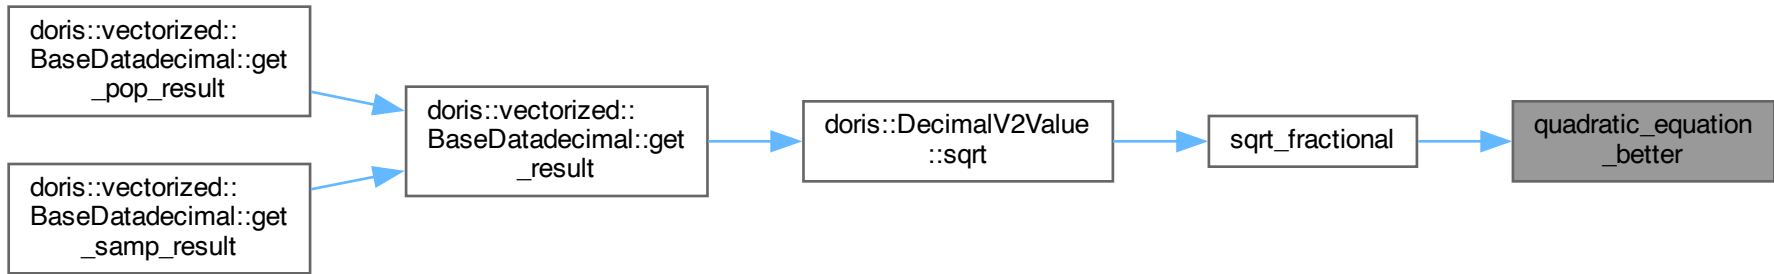 doris::vectorized::
BaseDatadecimal::get
_pop_result
doris::vectorized::
BaseDatadecimal::get
_samp_result
doris::vectorized::
BaseDatadecimal::get
_result
doris::DecimalV2Value
::sqrt
sqrt_fractional
quadratic_equation
_better